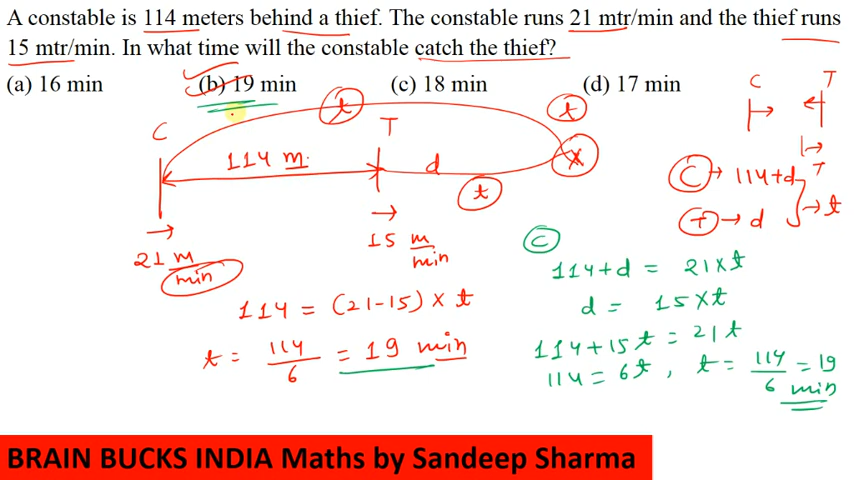 A constable is 114 meters behind a thief. The constable runs 21 mtr/min and the thief runs
15 mtr/min. In what time will the constable catch the thief?
(a) 16 min (b) 19 min (c) 18 min (d) 17 min
C T
t t
C T
114 m. d x
t
C → 114+d T
T → d → t
21 m/min
15 m/min
C
114+d = 21×t
d = 15×t
114+15t = 21t
114 = 6t, t = 114/6 = 19 min
114 = (21-15) × t
t = 114/6 = 19 min
BRAIN BUCKS INDIA Maths by Sandeep Sharma